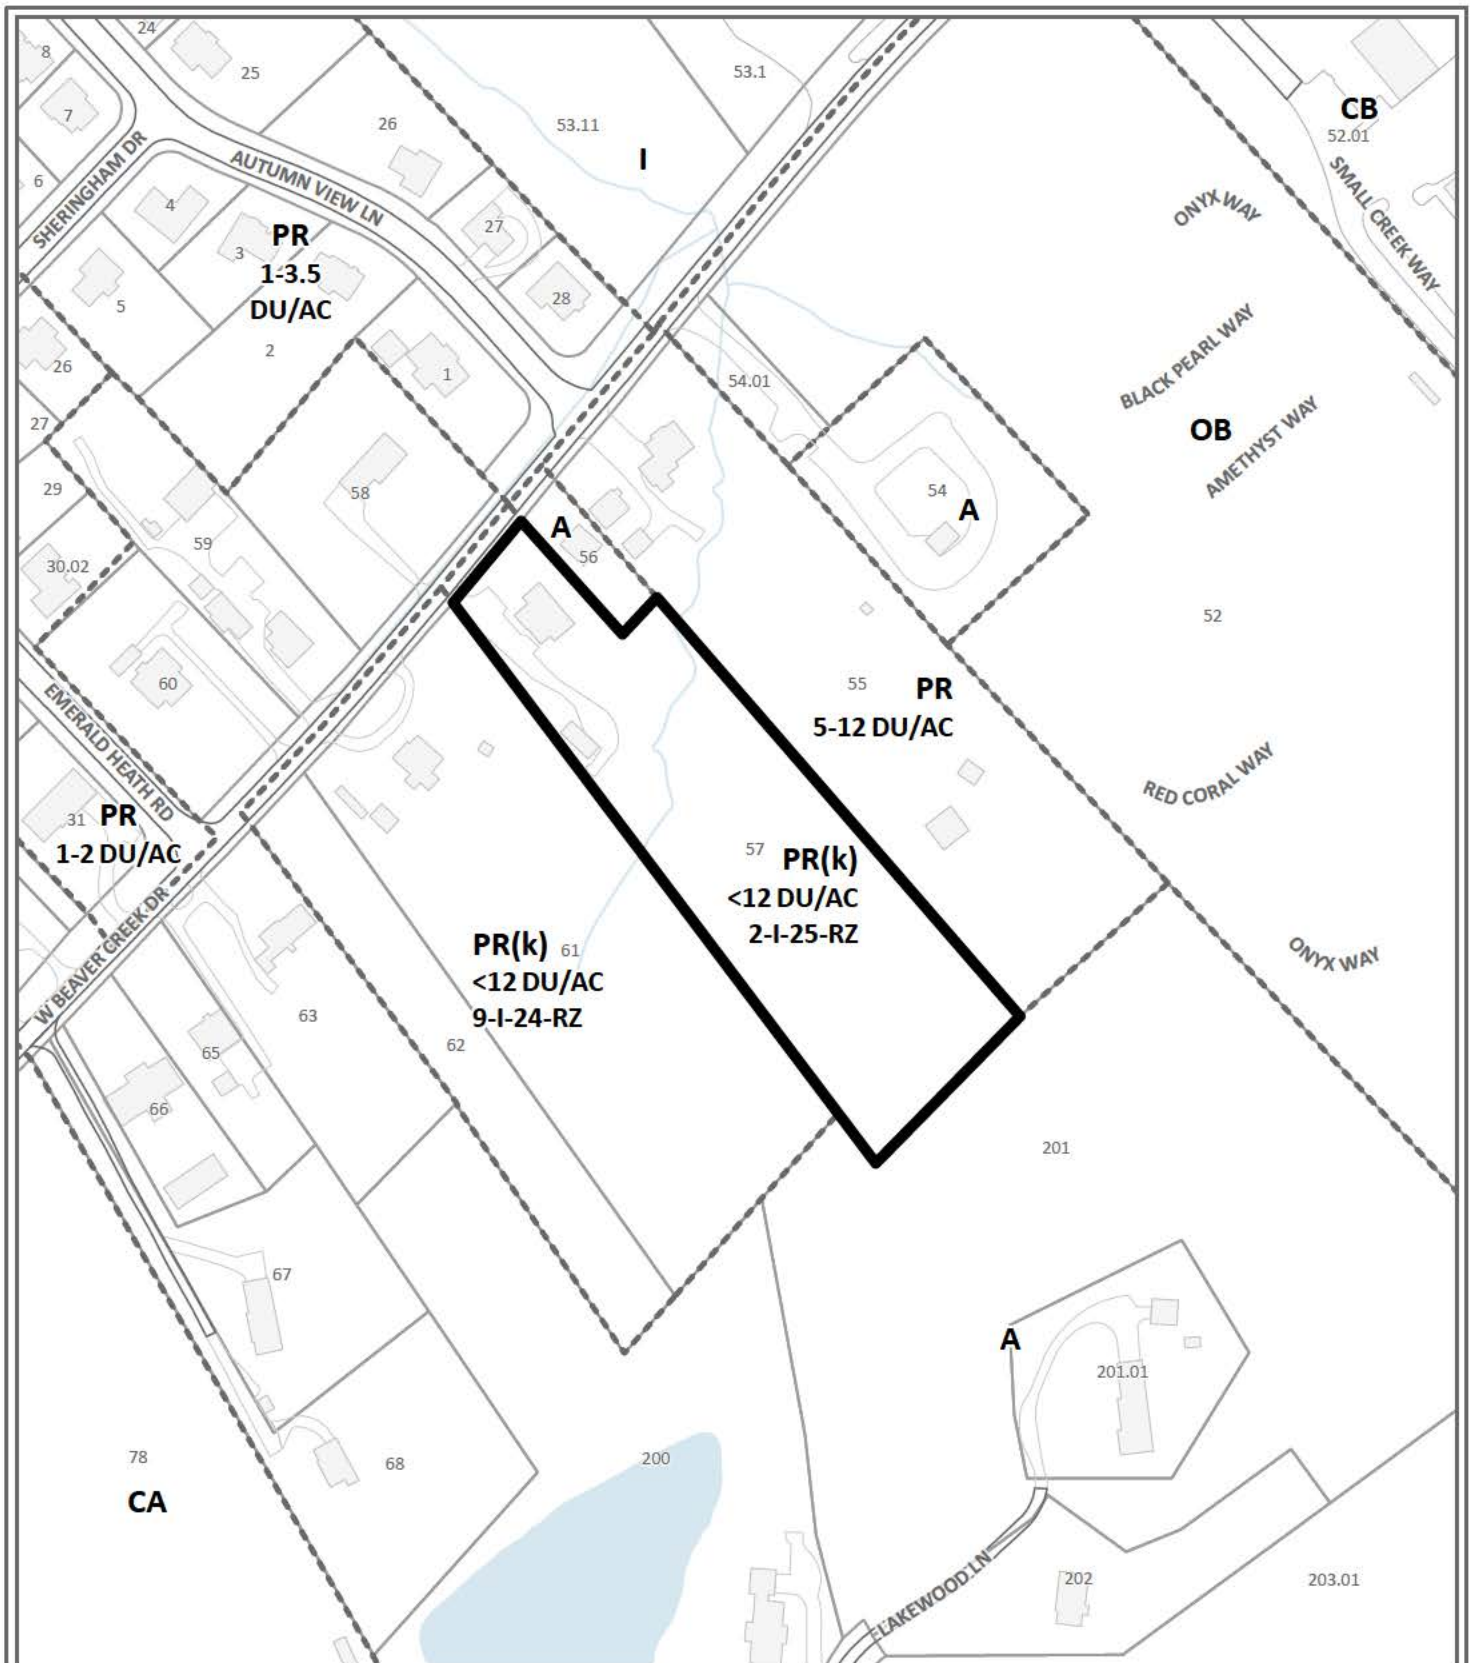 24
8
25
53.1
7
26
53.11
CB
52.01
I
AUTUMN VIEW LN
SHERINGHAM DR
6
4
SMALL CREEK WAY
ONYX WAY
27
PR
3
1-3.5
DU/AC
5
28
2
BLACK PEARL WAY
26
1
54.01
27
OB
AMETHYST WAY
29
58
54
A
A
59
56
30.02
52
60
55
PR
5-12 DU/AC
EMERALD HEATH RD
RED CORAL WAY
31
PR
1-2 DU/AC
57
PR(k)
<12 DU/AC
2-I-25-RZ
W BEAVER CREEK DR
PR(k)
61
<12 DU/AC
9-I-24-RZ
ONYX WAY
63
62
65
66
201
67
A
201.01
78
68
200
CA
LAKEWOOD LN
202
203.01